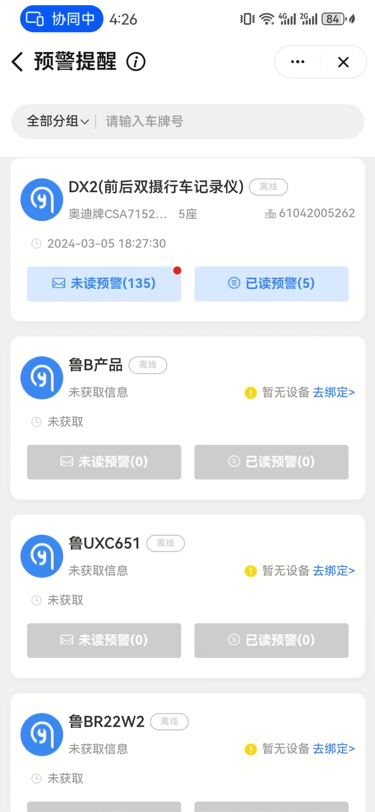 协同中 4:26 4G 2G 84
预警提醒
全部分组 请输入车牌号
DX2(前后双摄行车记录仪) 离线
奥迪牌CSA7152... 5座 61042005262
2024-03-05 18:27:30
未读预警(135) 已读预警(5)
鲁B产品 离线
未获取信息 暂无设备 去绑定>
未获取
未读预警(0) 已读预警(0)
鲁UXC651 离线
未获取信息 暂无设备 去绑定>
未获取
未读预警(0) 已读预警(0)
鲁BR22W2 离线
未获取信息 暂无设备 去绑定>
未获取